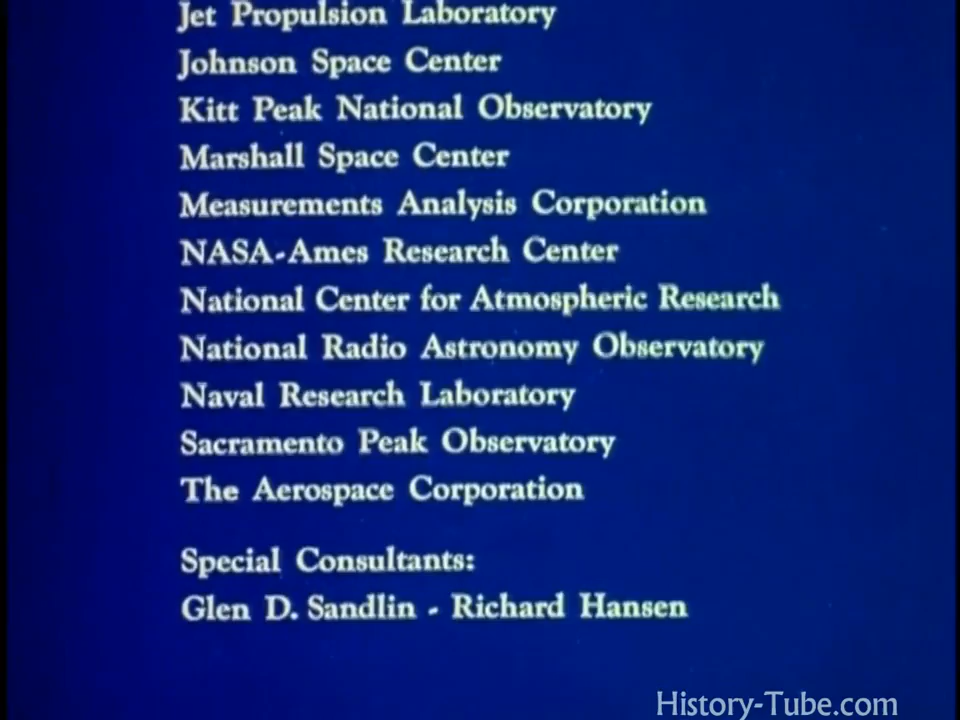 Jet Propulsion Laboratory
Johnson Space Center
Kitt Peak National Observatory
Marshall Space Center
Measurements Analysis Corporation
NASA-Ames Research Center
National Center for Atmospheric Research
National Radio Astronomy Observatory
Naval Research Laboratory
Sacramento Peak Observatory
The Aerospace Corporation
Special Consultants:
Glen D. Sandlin - Richard Hansen
History-Tube.com